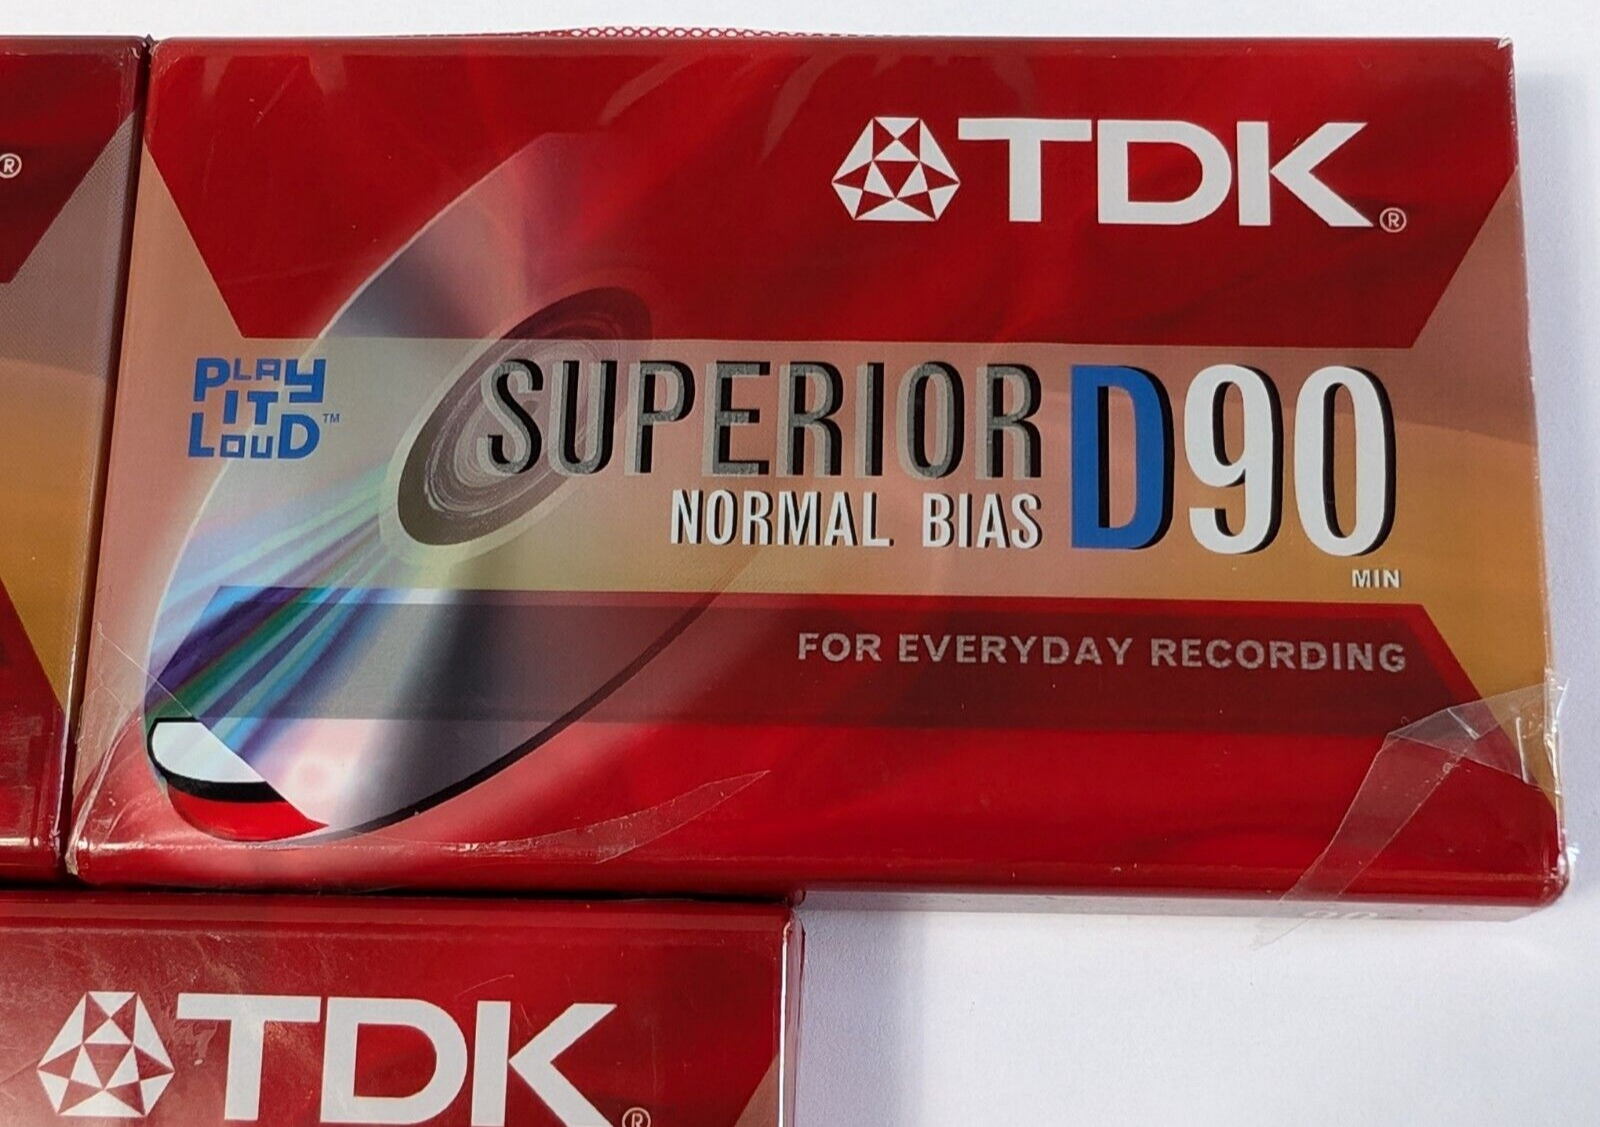 ®
TDK®
PLAY
IT
LOUD™
SUPERIOR D90
NORMAL BIAS
MIN
FOR EVERYDAY RECORDING
TDK®